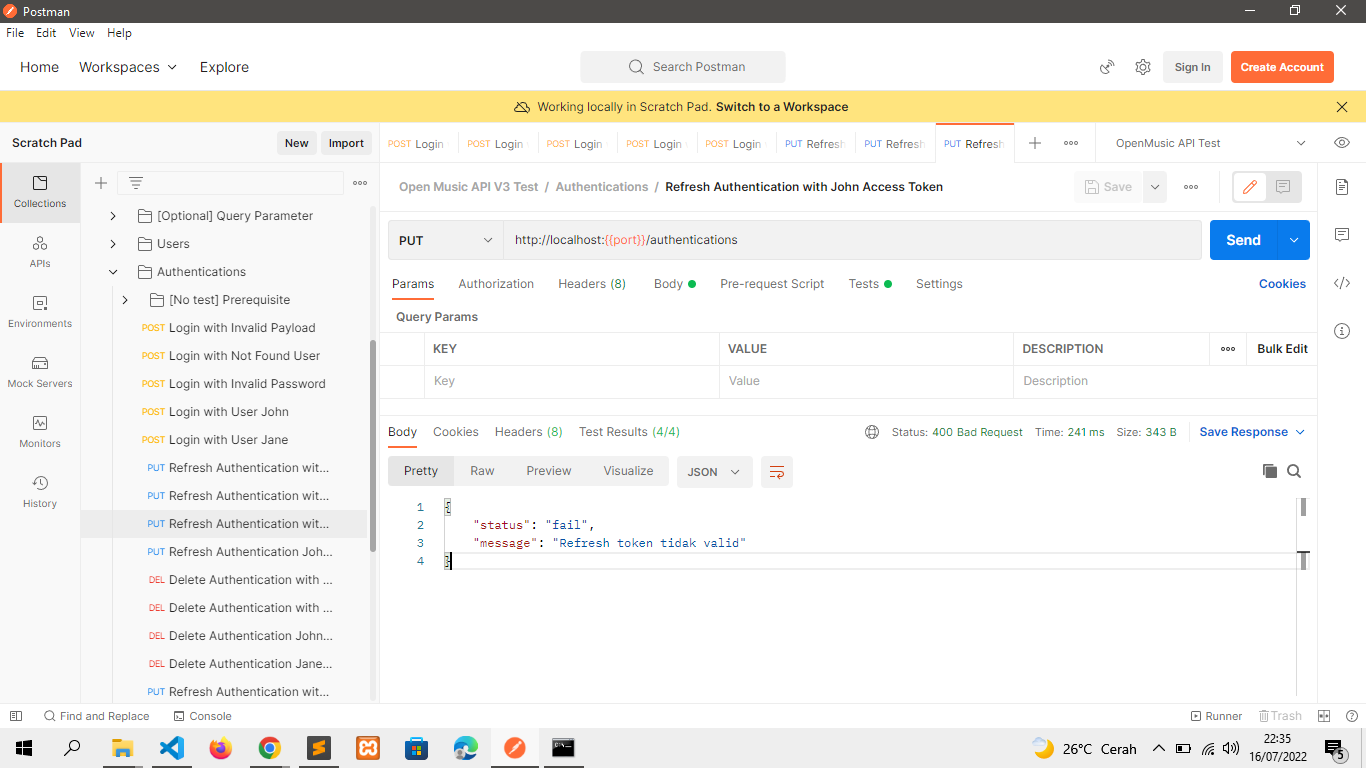 Postman
File Edit View Help
Home Workspaces Explore
Search Postman
Sign In
Create Account
Working locally in Scratch Pad. Switch to a Workspace
Scratch Pad
New
Import
POST Login
POST Login
POST Login
POST Login
POST Login
PUT Refresh
PUT Refresh
PUT Refresh
OpenMusic API Test
Collections
APIs
Environments
Mock Servers
Monitors
History
[Optional] Query Parameter
Users
Authentications
[No test] Prerequisite
POST Login with Invalid Payload
POST Login with Not Found User
POST Login with Invalid Password
POST Login with User John
POST Login with User Jane
PUT Refresh Authentication wit...
PUT Refresh Authentication wit...
PUT Refresh Authentication wit...
PUT Refresh Authentication Joh...
DEL Delete Authentication with ...
DEL Delete Authentication with ...
DEL Delete Authentication John...
DEL Delete Authentication Jane...
PUT Refresh Authentication wit...
Open Music API V3 Test / Authentications / Refresh Authentication with John Access Token
Save
PUT
http://localhost:{{port}}/authentications
Send
Params Authorization Headers (8) Body Pre-request Script Tests Settings
Cookies
Query Params
KEY VALUE DESCRIPTION
Bulk Edit
Key Value Description
Body Cookies Headers (8) Test Results (4/4)
Status: 400 Bad Request Time: 241 ms Size: 343 B
Save Response
Pretty Raw Preview Visualize JSON
1 {
2 "status": "fail",
3 "message": "Refresh token tidak valid"
4 }
Find and Replace Console
Runner Trash
26°C Cerah
22:35
16/07/2022
5